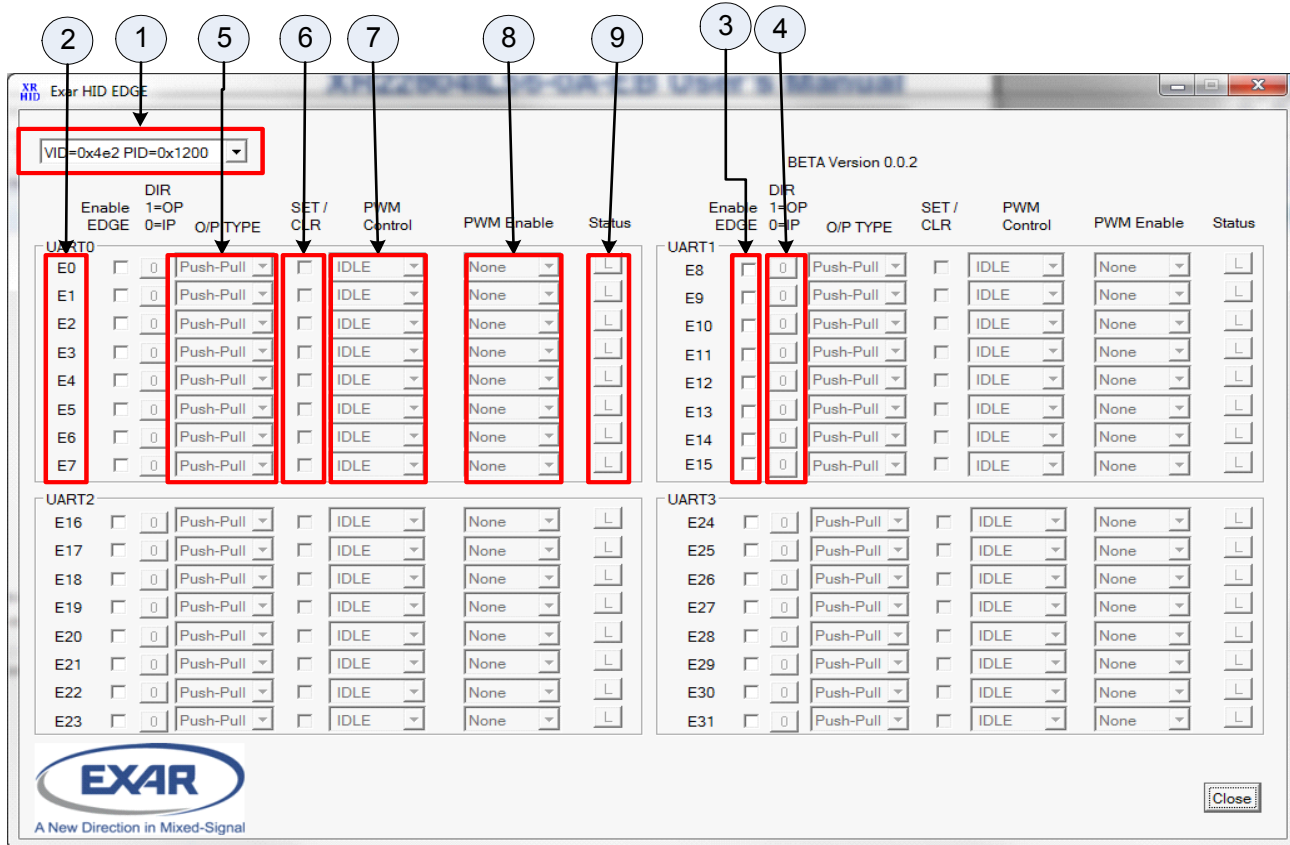 2 1 5 6 7 8 9 3 4
XR HID Exar HID EDGE
VID=0x4e2 PID=0x1200
BETA Version 0.0.2
Enable EDGE DIR 1=OP 0=IP O/P TYPE SET / CLR PWM Control PWM Enable Status
UART0
E0 0 Push-Pull IDLE None L
E1 0 Push-Pull IDLE None L
E2 0 Push-Pull IDLE None L
E3 0 Push-Pull IDLE None L
E4 0 Push-Pull IDLE None L
E5 0 Push-Pull IDLE None L
E6 0 Push-Pull IDLE None L
E7 0 Push-Pull IDLE None L
Enable EDGE DIR 1=OP 0=IP O/P TYPE SET / CLR PWM Control PWM Enable Status
UART1
E8 0 Push-Pull IDLE None L
E9 0 Push-Pull IDLE None L
E10 0 Push-Pull IDLE None L
E11 0 Push-Pull IDLE None L
E12 0 Push-Pull IDLE None L
E13 0 Push-Pull IDLE None L
E14 0 Push-Pull IDLE None L
E15 0 Push-Pull IDLE None L
UART2
E16 0 Push-Pull IDLE None L
E17 0 Push-Pull IDLE None L
E18 0 Push-Pull IDLE None L
E19 0 Push-Pull IDLE None L
E20 0 Push-Pull IDLE None L
E21 0 Push-Pull IDLE None L
E22 0 Push-Pull IDLE None L
E23 0 Push-Pull IDLE None L
UART3
E24 0 Push-Pull IDLE None L
E25 0 Push-Pull IDLE None L
E26 0 Push-Pull IDLE None L
E27 0 Push-Pull IDLE None L
E28 0 Push-Pull IDLE None L
E29 0 Push-Pull IDLE None L
E30 0 Push-Pull IDLE None L
E31 0 Push-Pull IDLE None L
EXAR
A New Direction in Mixed-Signal
Close